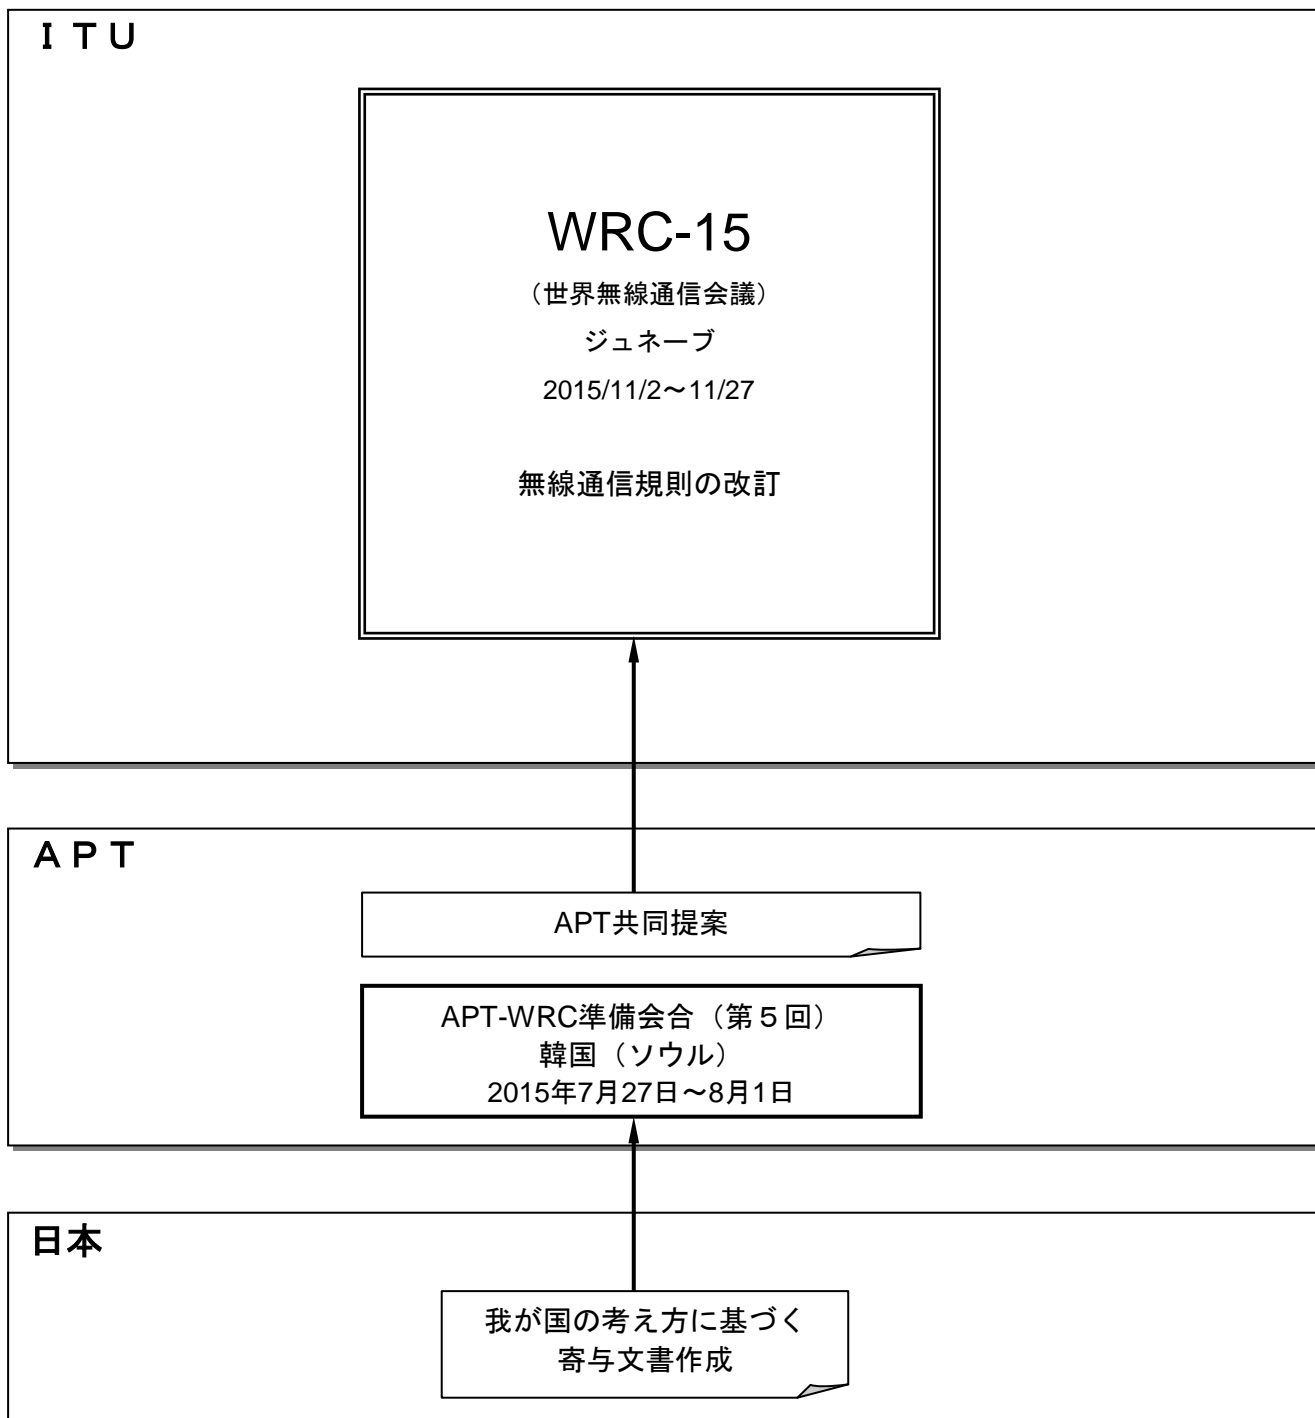 ＩＴＵ
WRC-15
（世界無線通信会議）
ジュネーブ
2015/11/2～11/27
無線通信規則の改訂
ＡＰＴ
APT共同提案
APT-WRC準備会合（第５回）
韓国（ソウル）
2015年7月27日～8月1日
日本
我が国の考え方に基づく
寄与文書作成